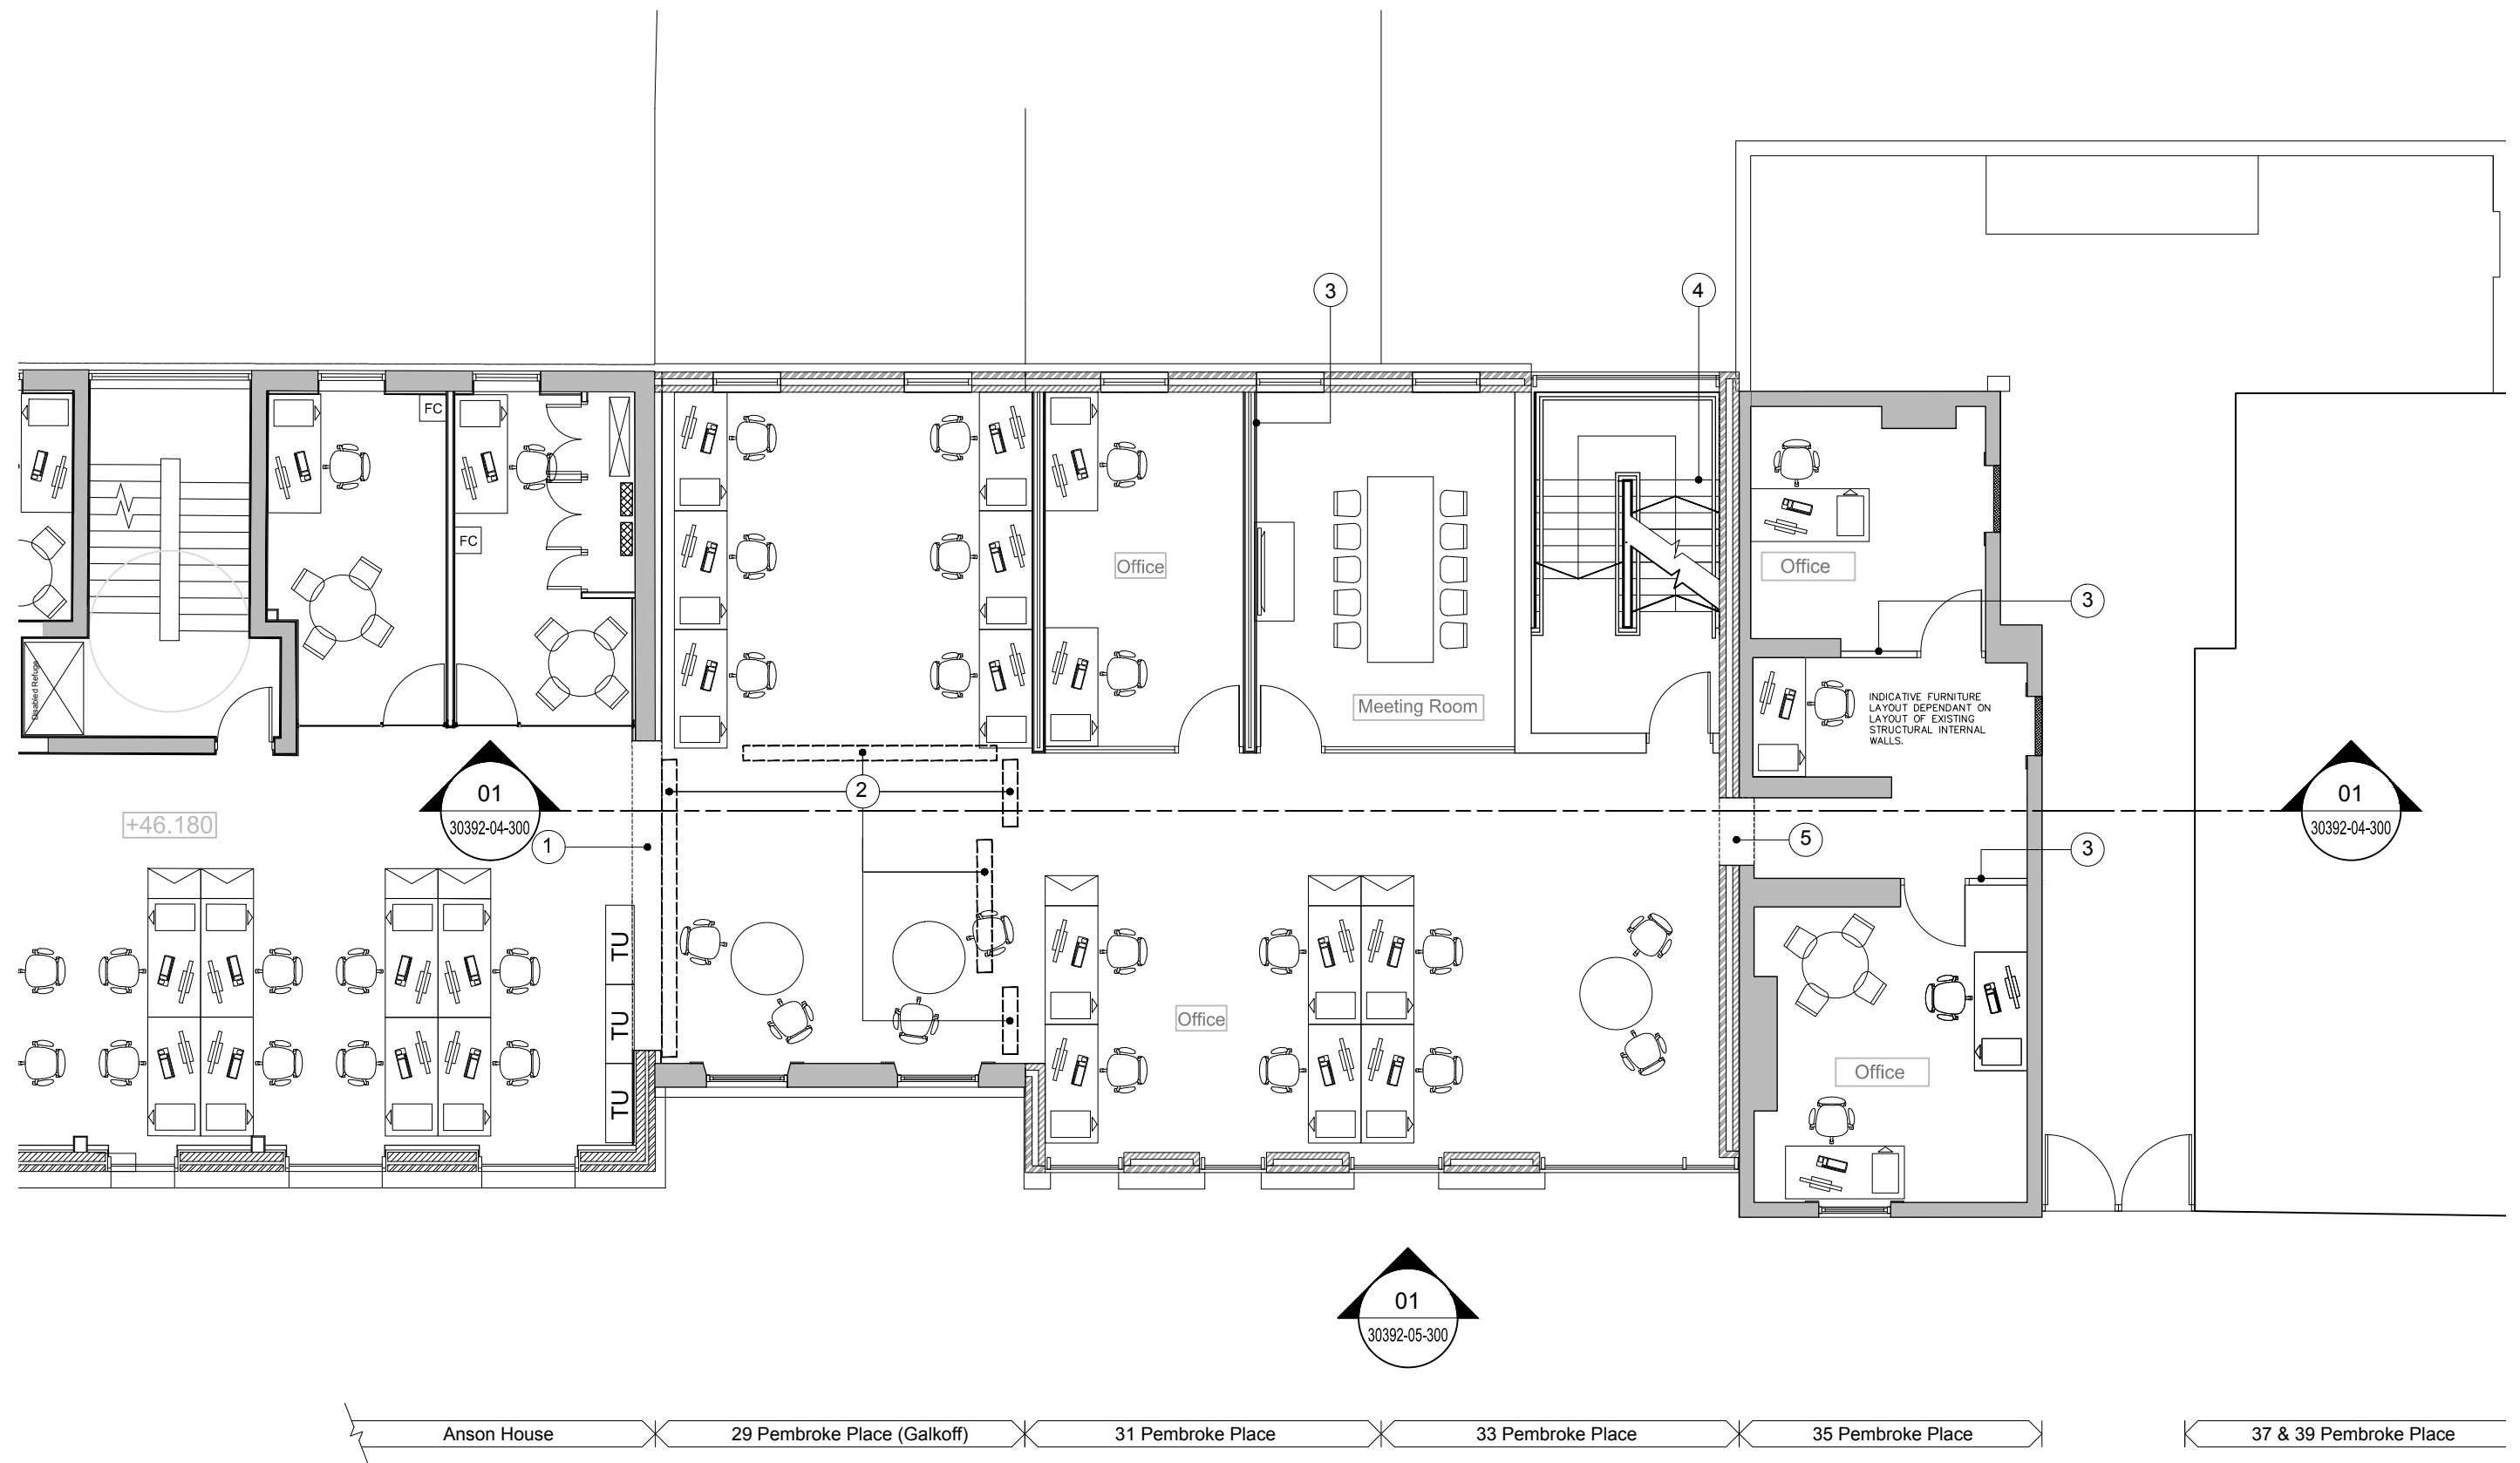 3
4
FC
FC
Office
Office
3
Disabled Refuge
Meeting Room
INDICATIVE FURNITURE
LAYOUT DEPENDANT ON
LAYOUT OF EXISTING
STRUCTURAL INTERNAL
WALLS.
01
30392-04-300
2
01
30392-04-300
+46.180
1
5
3
TU
TU
TU
Office
Office
01
30392-05-300
Anson House
29 Pembroke Place (Galkoff)
31 Pembroke Place
33 Pembroke Place
35 Pembroke Place
37 & 39 Pembroke Place